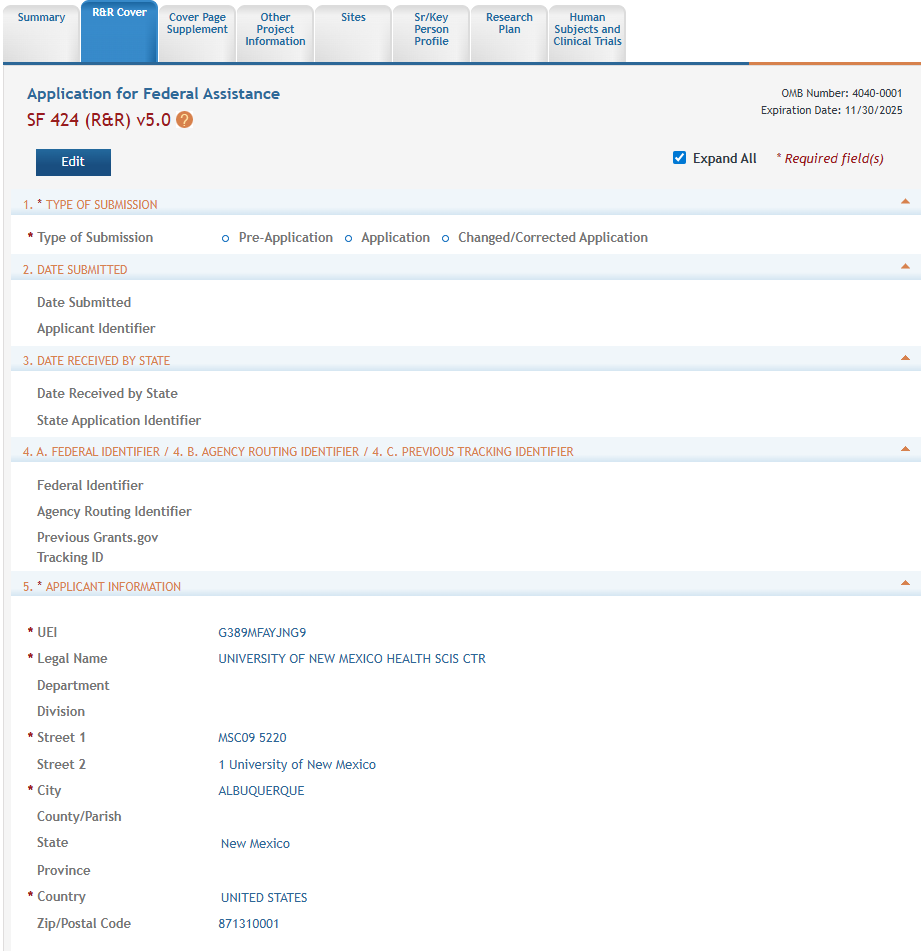 Summary
R&R Cover
Cover Page
Supplement
Other
Project
Information
Sites
Sr/Key
Person
Profile
Research
Plan
Human
Subjects and
Clinical Trials
Application for Federal Assistance
OMB Number: 4040-0001
SF 424 (R&R) v5.0 ?
Expiration Date: 11/30/2025
Edit
Expand All * Required field(s)
1. * TYPE OF SUBMISSION
* Type of Submission Pre-Application Application Changed/Corrected Application
2. DATE SUBMITTED
Date Submitted
Applicant Identifier
3. DATE RECEIVED BY STATE
Date Received by State
State Application Identifier
4. A. FEDERAL IDENTIFIER / 4. B. AGENCY ROUTING IDENTIFIER / 4. C. PREVIOUS TRACKING IDENTIFIER
Federal Identifier
Agency Routing Identifier
Previous Grants.gov
Tracking ID
5. * APPLICANT INFORMATION
* UEI G389MFAYJNG9
* Legal Name UNIVERSITY OF NEW MEXICO HEALTH SCIS CTR
Department
Division
* Street 1 MSC09 5220
Street 2 1 University of New Mexico
* City ALBUQUERQUE
County/Parish
State New Mexico
Province
* Country UNITED STATES
Zip/Postal Code 871310001